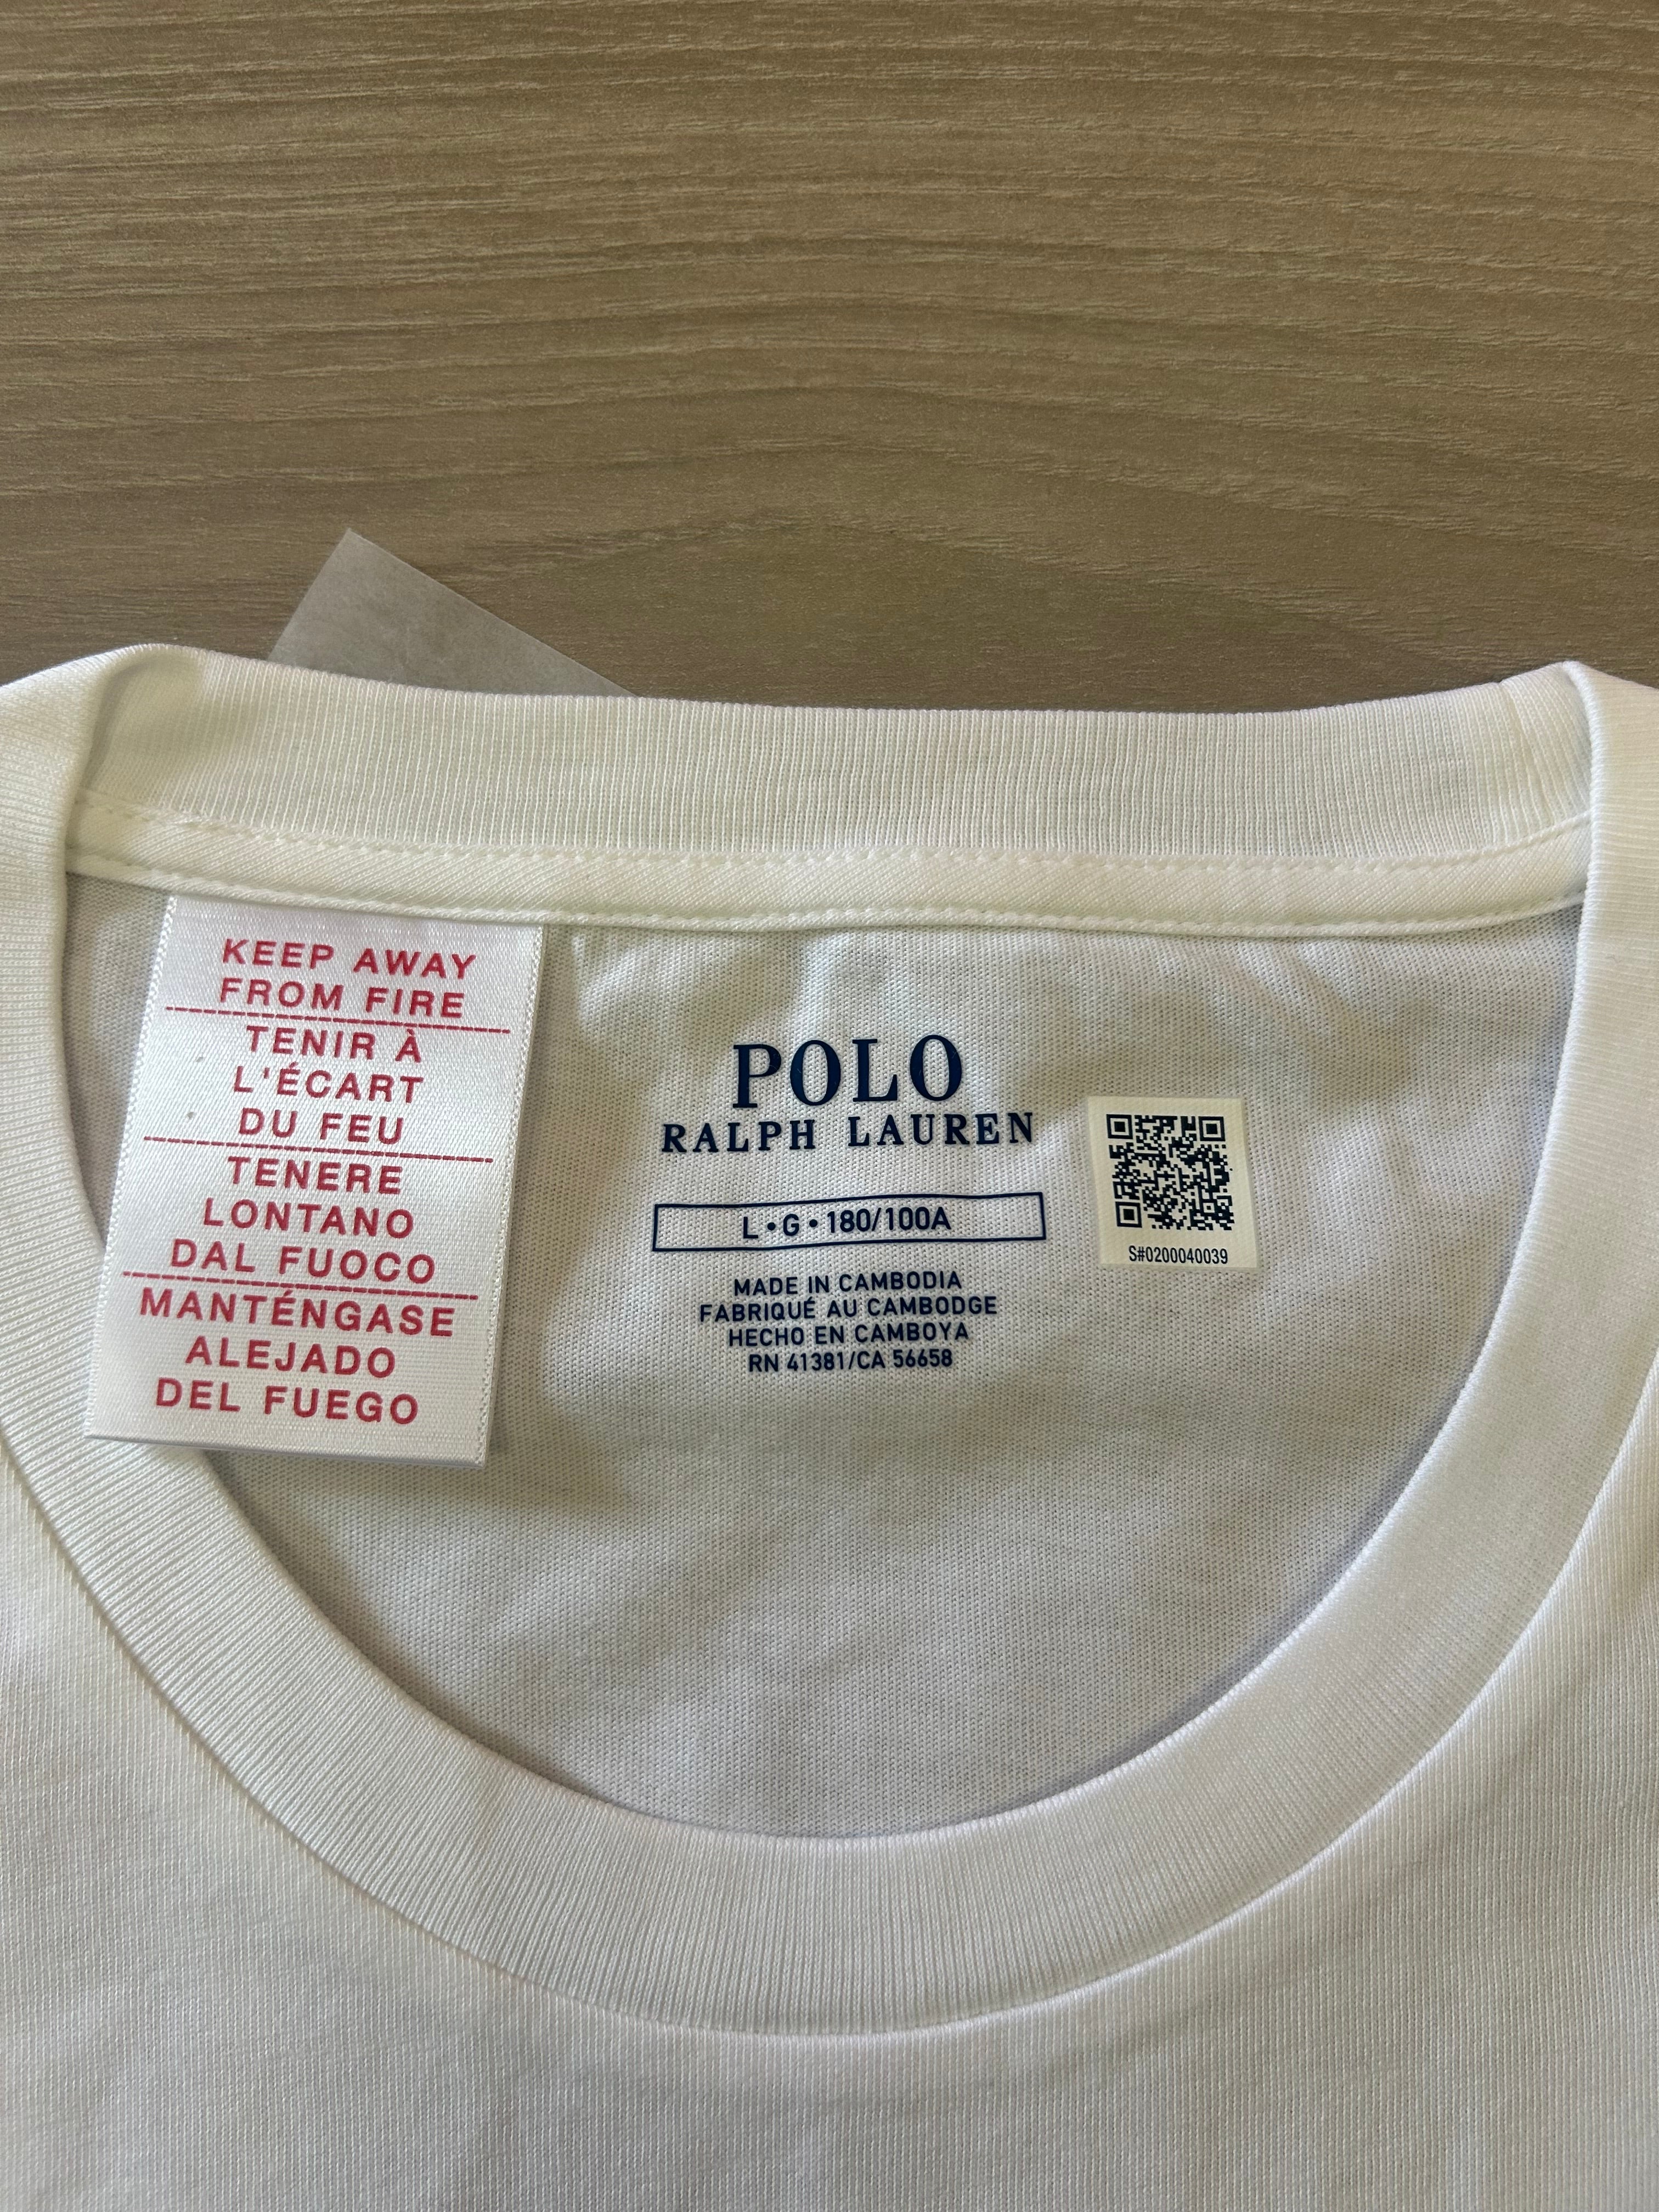 KEEP AWAY
FROM FIRE
TENIR À
L'ÉCART
DU FEU
TENERE
LONTANO
DAL FUOCO
MANTÉNGASE
ALEJADO
DEL FUEGO
POLO
RALPH LAUREN
L•G•180/100A
MADE IN CAMBODIA
FABRIQUÉ AU CAMBODGE
HECHO EN CAMBOYA
RN 41381/CA 56658
S#0200040039